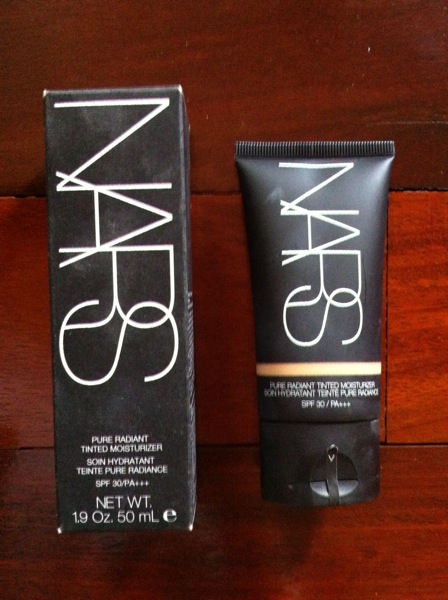 NARS
PURE RADIANT
TINTED MOISTURIZER
SOIN HYDRATANT
TEINTE PURE RADIANCE
SPF 30/PA+++
NET WT.
1.9 Oz. 50 mL e
NARS
PURE RADIANT TINTED MOISTURIZER
SOIN HYDRATANT TEINTÉ PURE RADIANCE
SPF 30 / PA+++